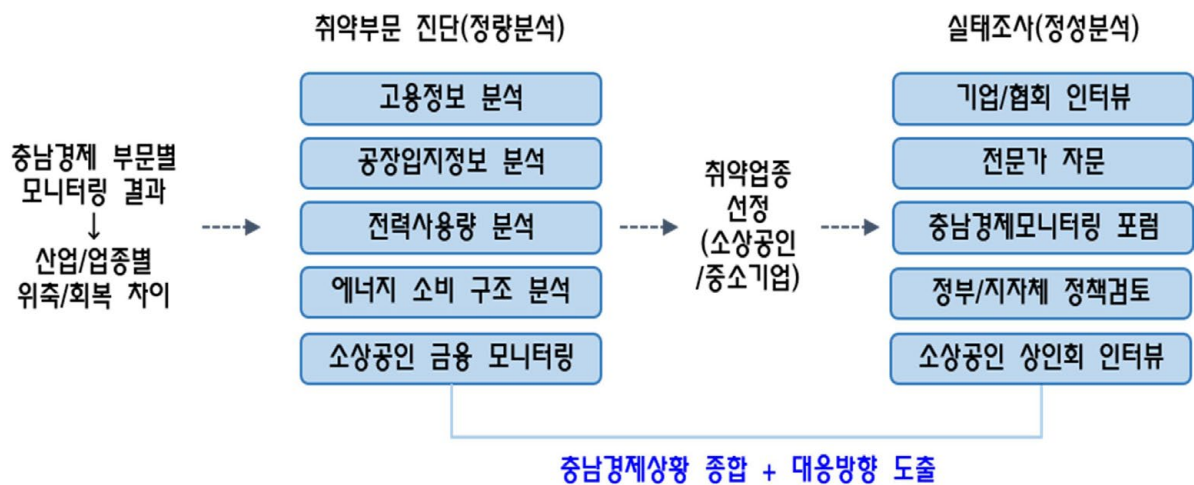 충남경제 부문별
모니터링 결과
↓
산업/업종별
위축/회복 차이
취약부문 진단(정량분석)
고용정보 분석
공장입지정보 분석
전력사용량 분석
에너지 소비 구조 분석
소상공인 금융 모니터링
취약업종
선정
(소상공인
/중소기업)
실태조사(정성분석)
기업/협회 인터뷰
전문가 자문
충남경제모니터링 포럼
정부/지자체 정책검토
소상공인 상인회 인터뷰
충남경제상황 종합 + 대응방향 도출